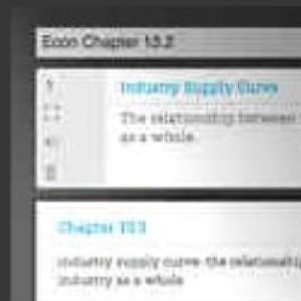 Econ Chapter 13.2
Industry Supply Curve
The relationship between
as a whole.
Chapter 13.3
industry supply curve the relationship
industry as a whole